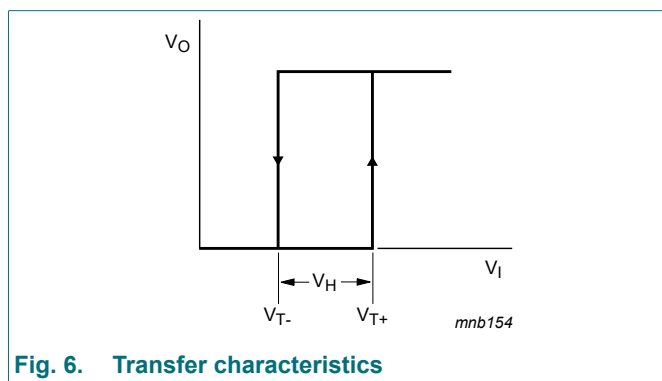 VO
VI
VH
VT-
VT+
mnb154
Fig. 6. Transfer characteristics